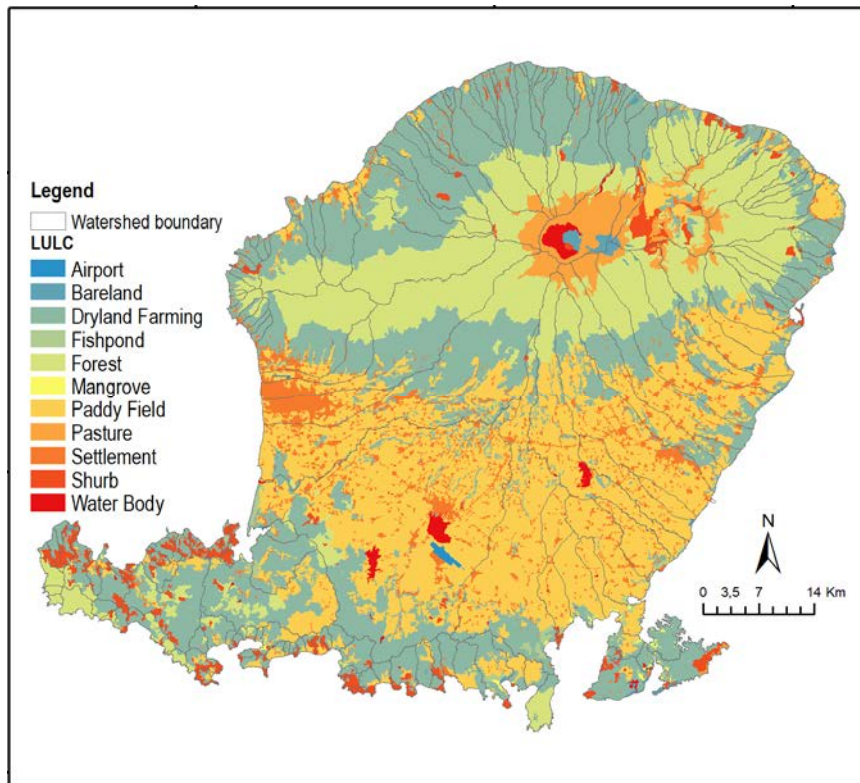 Legend
Watershed boundary
LULC
Airport
Bareland
Dryland Farming
Fishpond
Forest
Mangrove
Paddy Field
Pasture
Settlement
Shurb
Water Body
N
0 3,5 7 14 Km